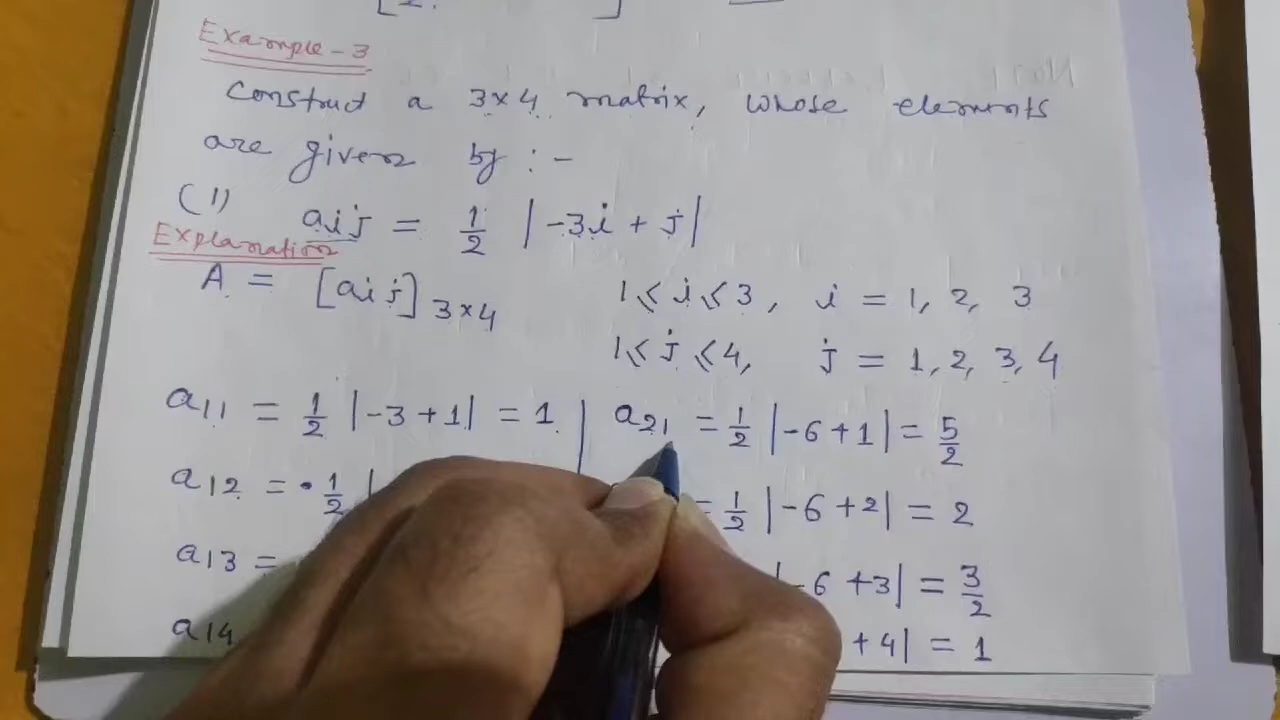 Example-3
Construct a 3×4 matrix, whose elements
are given by :-
(1) aij = 1/2 |-3i + j|
Explanation
A = [aij] 3×4 1≤i≤3, i = 1, 2, 3
1≤j≤4, j = 1, 2, 3, 4
a11 = 1/2 |-3+1| = 1 a21 = 1/2 |-6+1| = 5/2
a12 = 1/2 | = 1/2 |-6+2| = 2
a13 = |-6+3| = 3/2
a14 +4| = 1